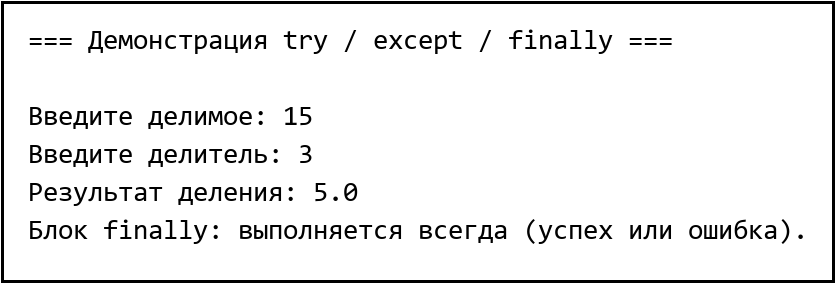 === Демонстрация try / except / finally ===
Введите делимое: 15
Введите делитель: 3
Результат деления: 5.0
Блок finally: выполняется всегда (успех или ошибка).